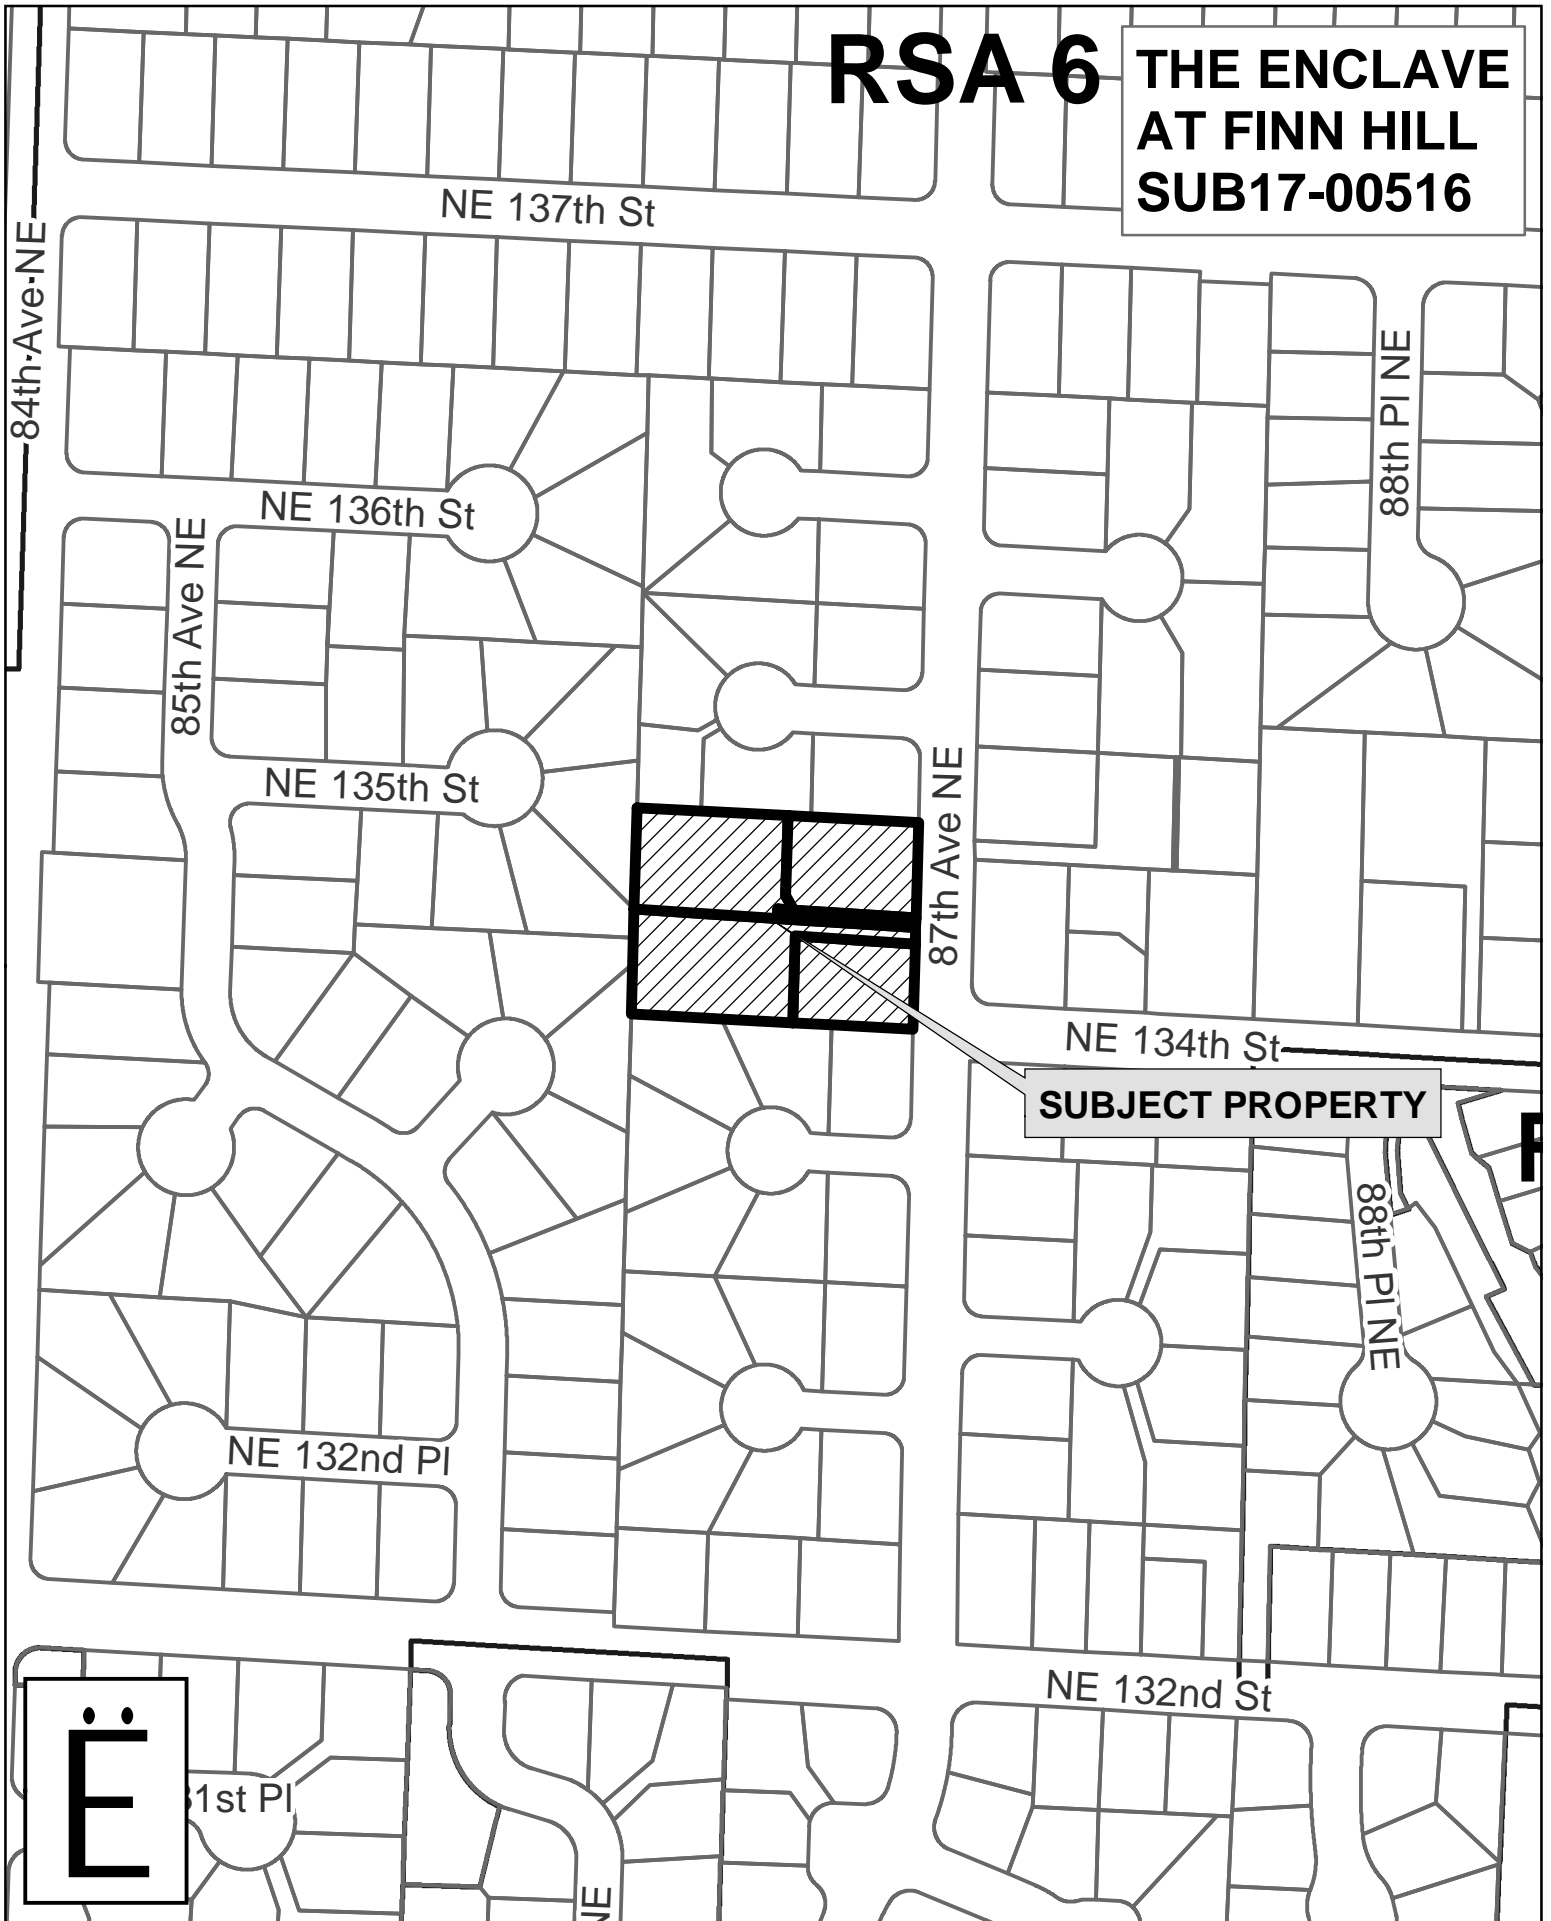 RSA 6
THE ENCLAVE
AT FINN HILL
SUB17-00516
NE 137th St
84th Ave NE
88th Pl NE
NE 136th St
85th Ave NE
NE 135th St
87th Ave NE
NE 134th St
SUBJECT PROPERTY
88th Pl NE
NE 132nd Pl
NE 132nd St
Ë
1st Pl
NE